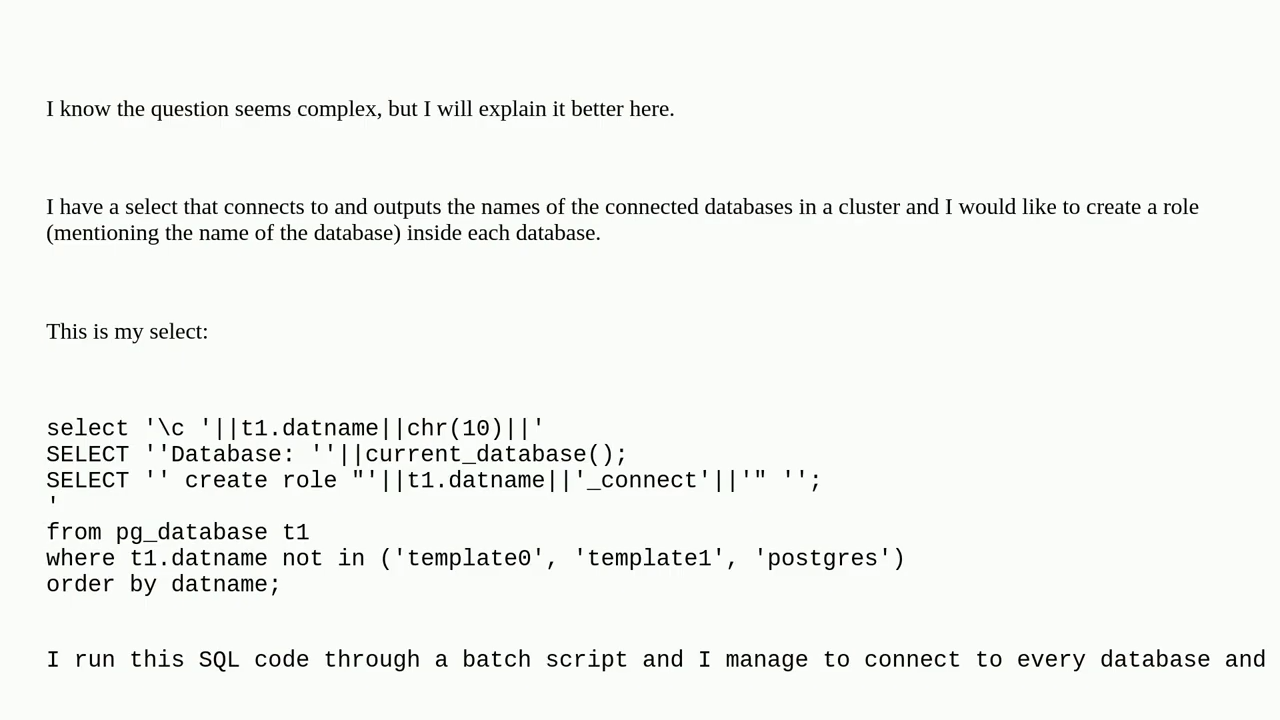 I know the question seems complex, but I will explain it better here.
I have a select that connects to and outputs the names of the connected databases in a cluster and I would like to create a role
(mentioning the name of the database) inside each database.
This is my select:
select '\c '||t1.datname||chr(10)||'
SELECT ''Database: ''||current_database();
SELECT '' create role "'||t1.datname||'_connect'||'" '';
'
from pg_database t1
where t1.datname not in ('template0', 'template1', 'postgres')
order by datname;
I run this SQL code through a batch script and I manage to connect to every database and